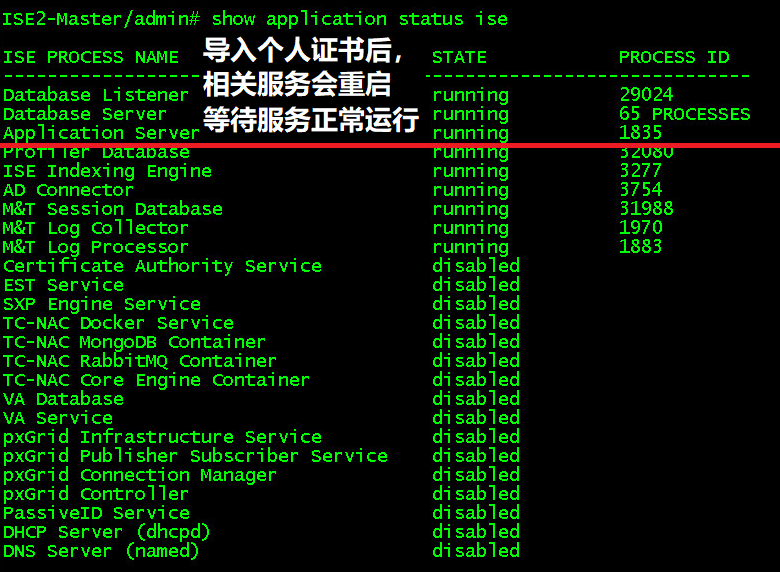 ISE2-Master/admin# show application status ise
ISE PROCESS NAME STATE PROCESS ID
导入个人证书后，
相关服务会重启
等待服务正常运行
Database Listener running 29024
Database Server running 65 PROCESSES
Application Server running 1835
Profiler Database running 32080
ISE Indexing Engine running 3277
AD Connector running 3754
M&T Session Database running 31988
M&T Log Collector running 1970
M&T Log Processor running 1883
Certificate Authority Service disabled
EST Service disabled
SXP Engine Service disabled
TC-NAC Docker Service disabled
TC-NAC MongoDB Container disabled
TC-NAC RabbitMQ Container disabled
TC-NAC Core Engine Container disabled
VA Database disabled
VA Service disabled
pxGrid Infrastructure Service disabled
pxGrid Publisher Subscriber Service disabled
pxGrid Connection Manager disabled
pxGrid Controller disabled
PassiveID Service disabled
DHCP Server (dhcpd) disabled
DNS Server (named) disabled